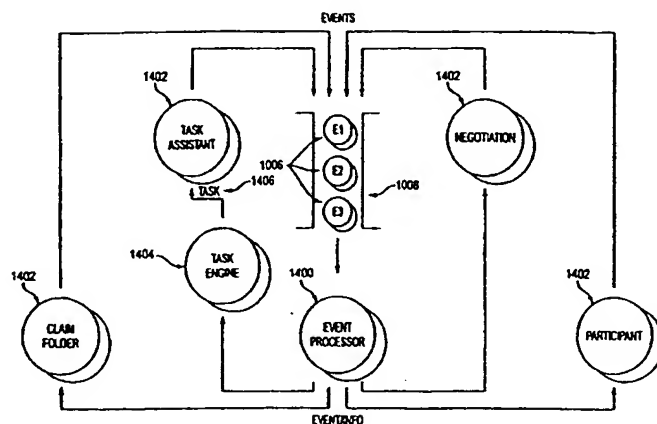 EVENTS
1402
TASK
ASSISTANT
1402
NEGOTIATION
E1
E2
E3
1006
1008
TASK
1406
1404
TASK
ENGINE
1400
EVENT
PROCESSOR
1402
CLAIM
FOLDER
1402
PARTICIPANT
EVENTINFO